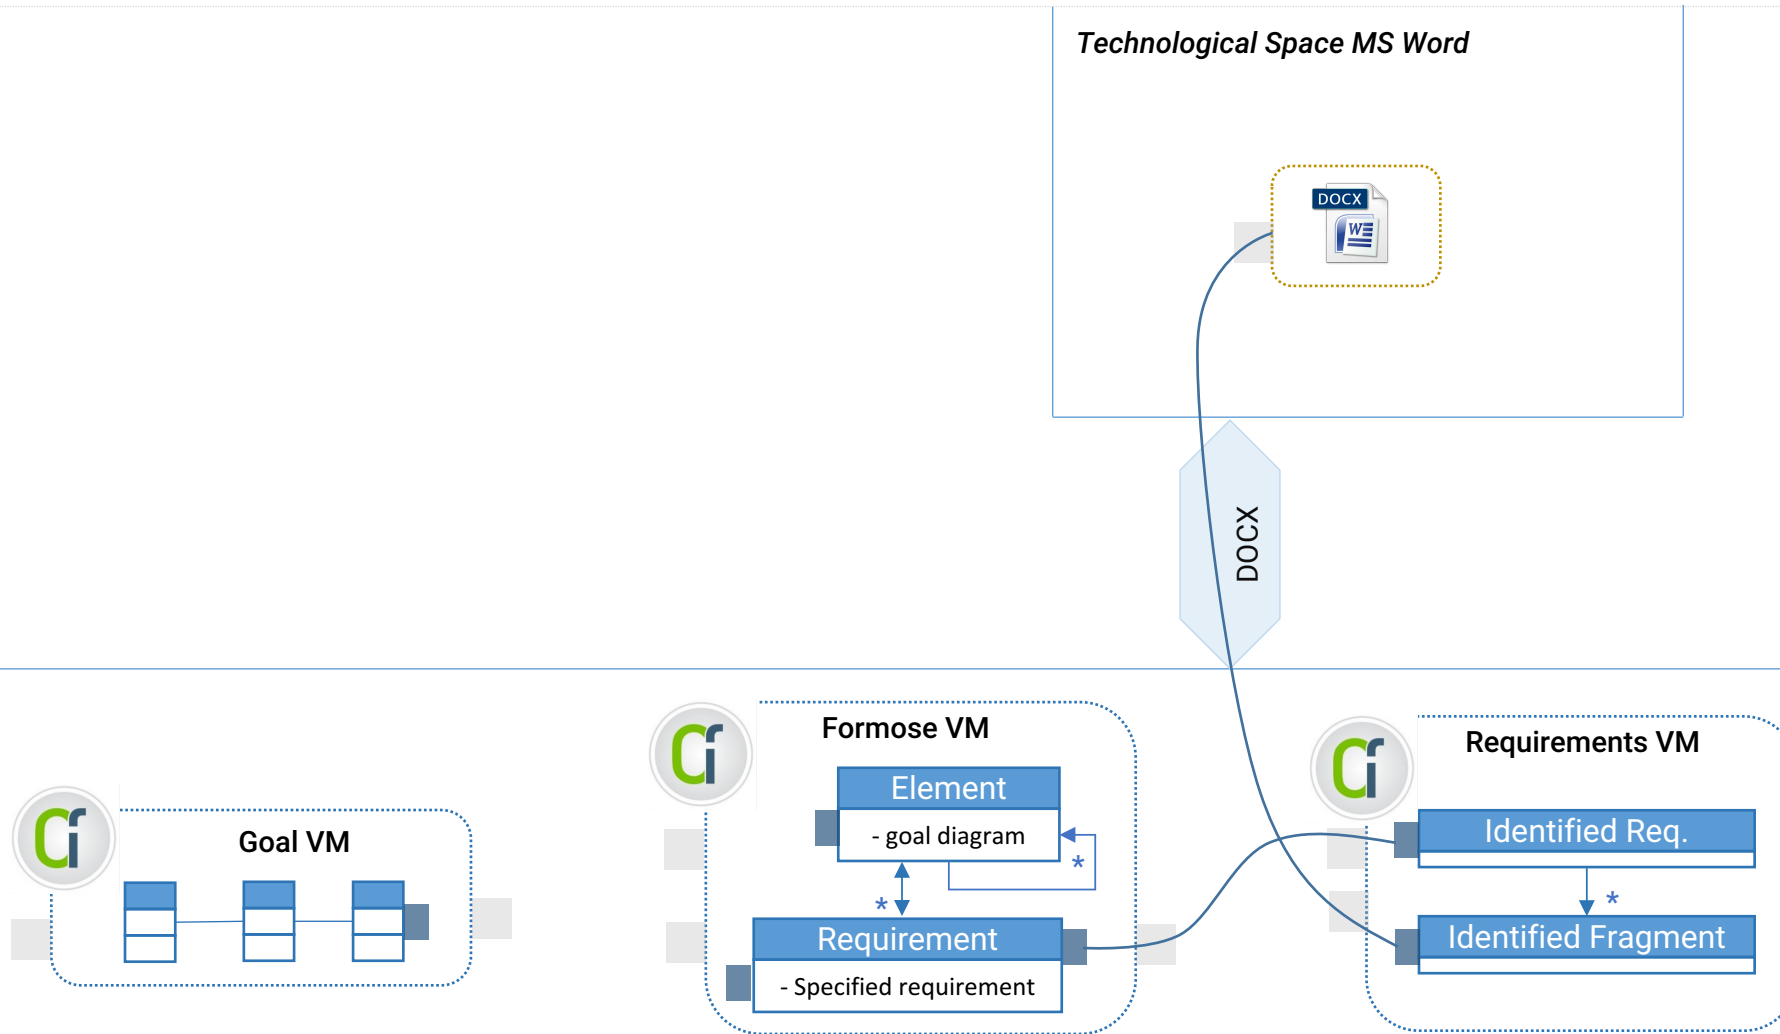 Technological Space MS Word
DOCX
W
DOCX
Formose VM
Requirements VM
Element
Identified Req.
Goal VM
- goal diagram
*
*
*
Requirement
Identified Fragment
- Specified requirement